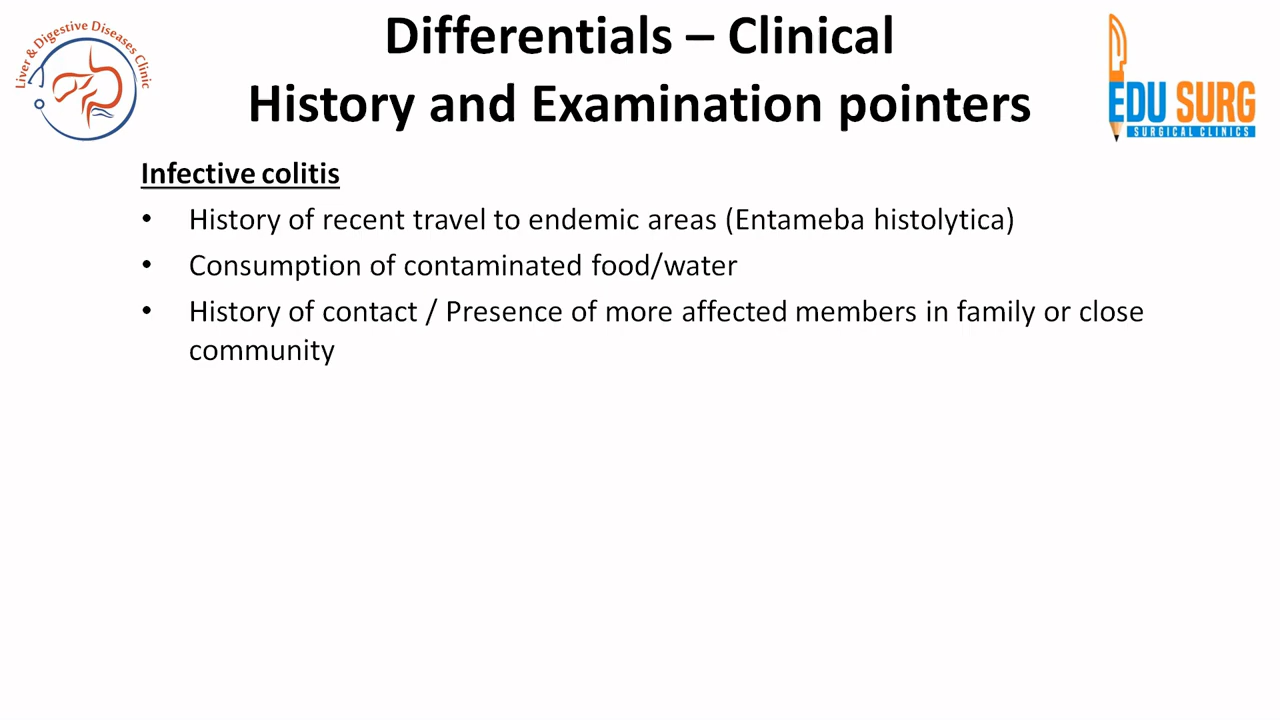 Differentials – Clinical
History and Examination pointers
Liver & Digestive Diseases Clinic
EDU SURG
SURGICAL CLINICS
Infective colitis
• History of recent travel to endemic areas (Entameba histolytica)
• Consumption of contaminated food/water
• History of contact / Presence of more affected members in family or close
community